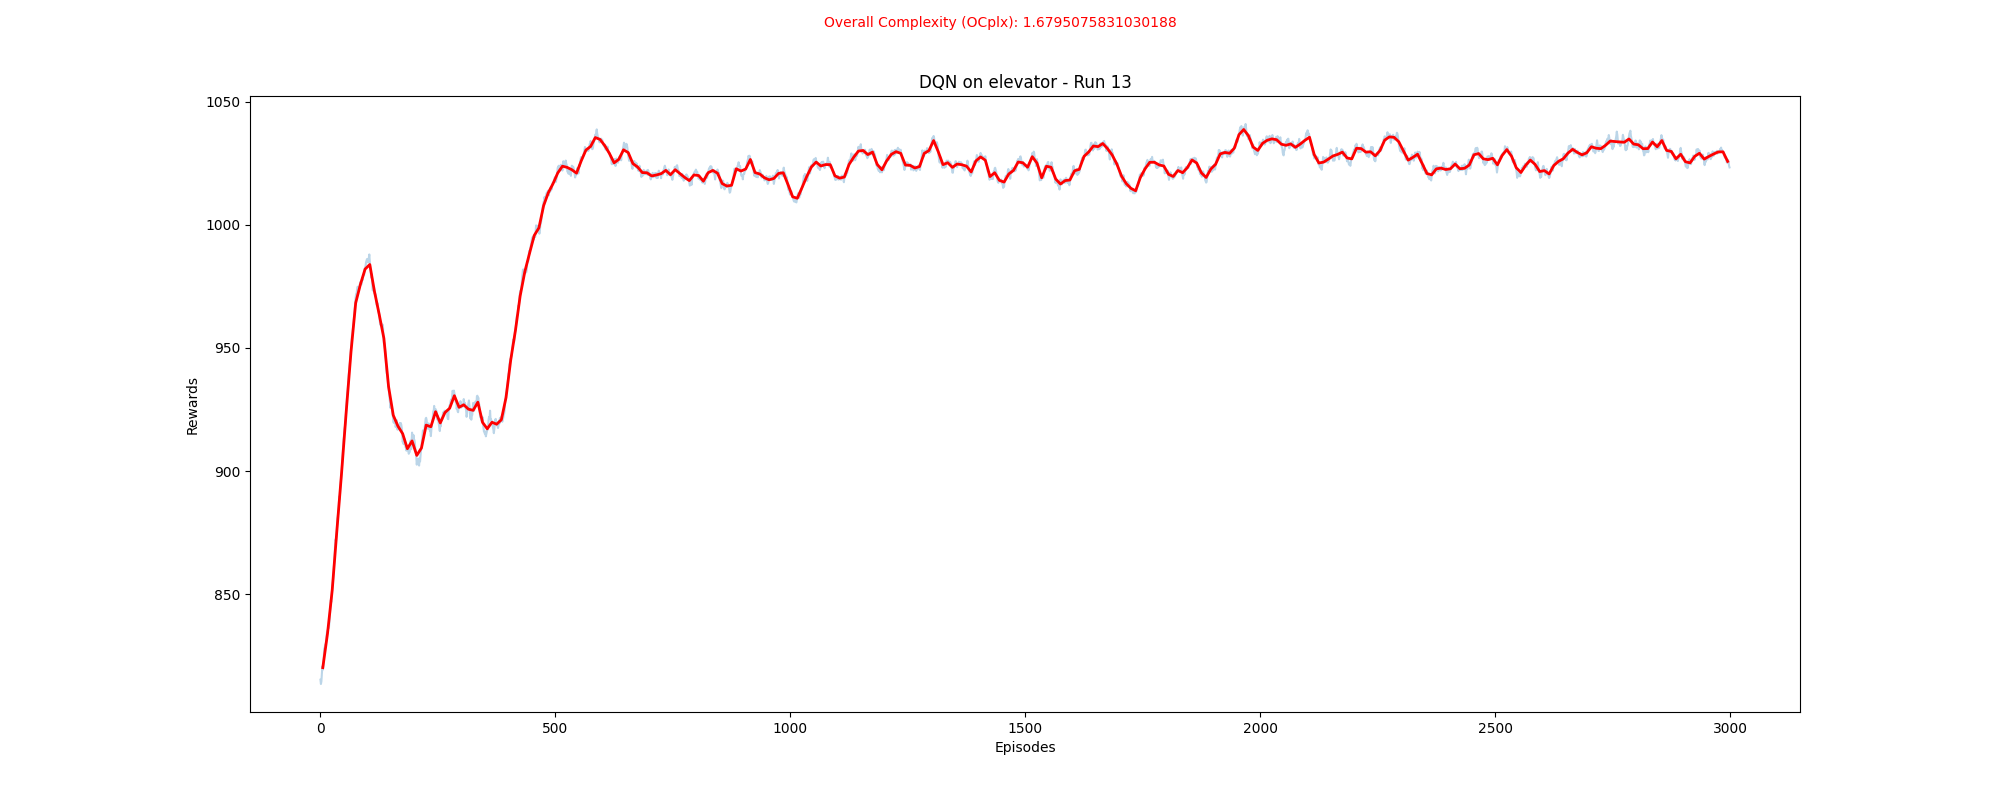 Overall Complexity (OCplx): 1.6795075831030188
DQN on elevator - Run 13
1050
1000
950
900
850
Rewards
0 500 1000 1500 2000 2500 3000
Episodes